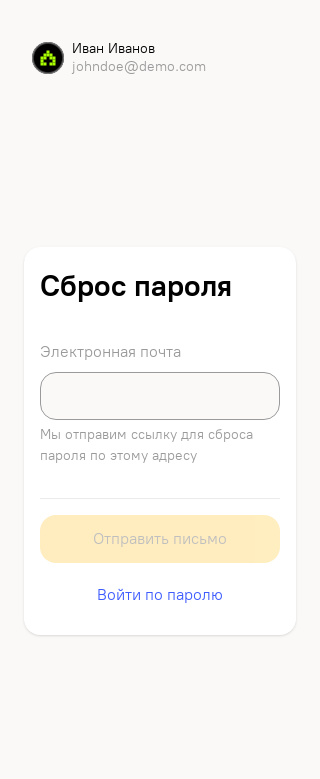 Иван Иванов
johndoe@demo.com
Сброс пароля
Электронная почта
Мы отправим ссылку для сброса
пароля по этому адресу
Отправить письмо
Войти по паролю